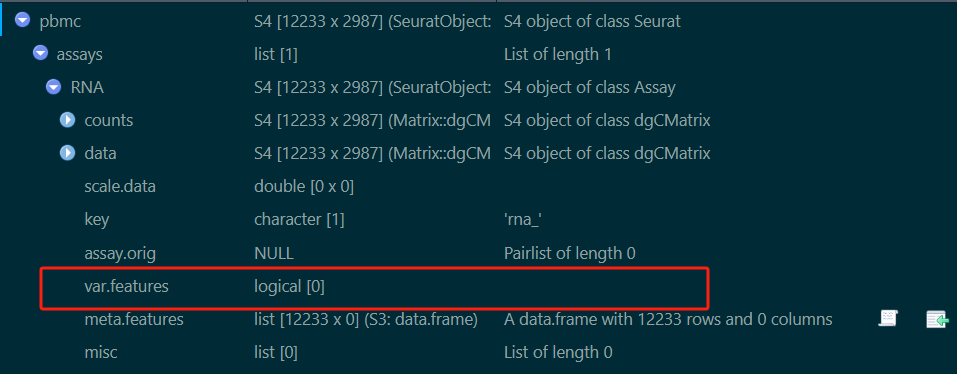 pbmc S4 [12233 x 2987] (SeuratObject: S4 object of class Seurat
assays list [1] List of length 1
RNA S4 [12233 x 2987] (SeuratObject: S4 object of class Assay
counts S4 [12233 x 2987] (Matrix::dgCM S4 object of class dgCMatrix
data S4 [12233 x 2987] (Matrix::dgCM S4 object of class dgCMatrix
scale.data double [0 x 0]
key character [1] 'rna_'
assay.orig NULL Pairlist of length 0
var.features logical [0]
meta.features list [12233 x 0] (S3: data.frame) A data.frame with 12233 rows and 0 columns
misc list [0] List of length 0